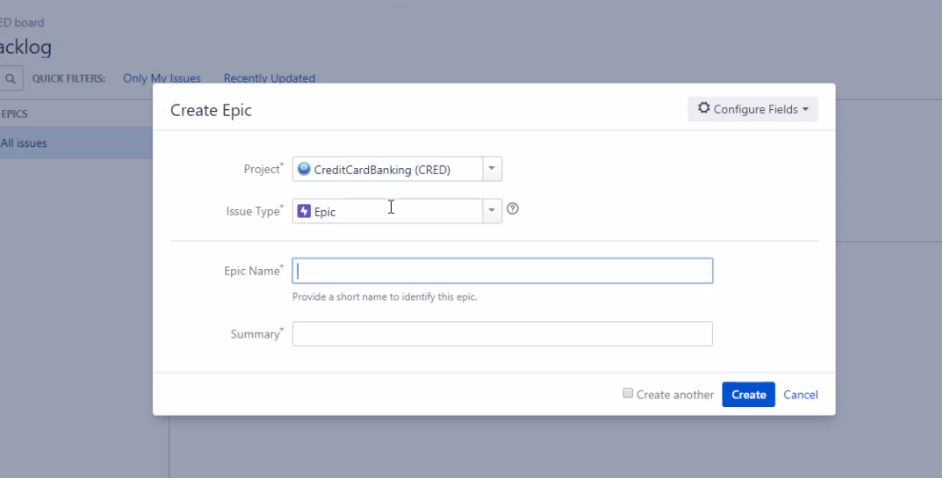 ED board
acklog
QUICK FILTERS: Only My Issues Recently Updated
EPICS
All issues
Create Epic
Configure Fields
Project*
CreditCardBanking (CRED)
Issue Type*
Epic
Epic Name*
Provide a short name to identify this epic.
Summary*
Create another
Create
Cancel